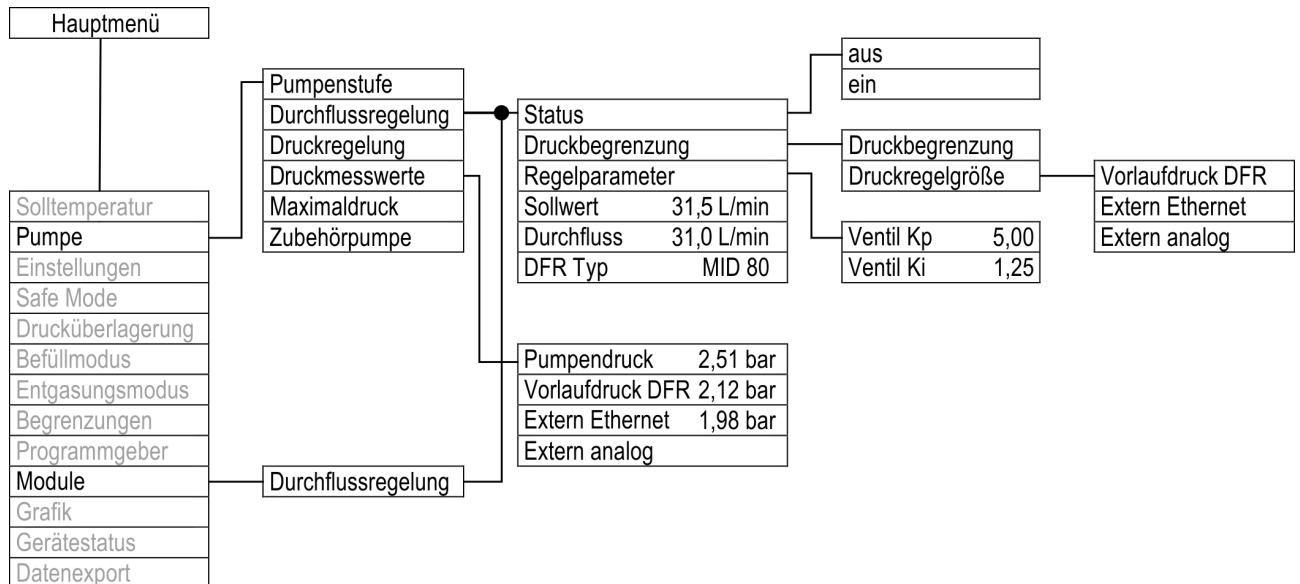 Hauptmenü
Solltemperatur
Pumpe
Einstellungen
Safe Mode
Drucküberlagerung
Befüllmodus
Entgasungsmodus
Begrenzungen
Programmgeber
Module
Grafik
Gerätestatus
Datenexport
Pumpenstufe
Durchflussregelung
Druckregelung
Druckmesswerte
Maximaldruck
Zubehörpumpe
Durchflussregelung
Status
Druckbegrenzung
Regelparameter
Sollwert 31,5 L/min
Durchfluss 31,0 L/min
DFR Typ MID 80
Pumpendruck 2,51 bar
Vorlaufdruck DFR 2,12 bar
Extern Ethernet 1,98 bar
Extern analog
aus
ein
Druckbegrenzung
Druckregelgröße
Ventil Kp 5,00
Ventil Ki 1,25
Vorlaufdruck DFR
Extern Ethernet
Extern analog